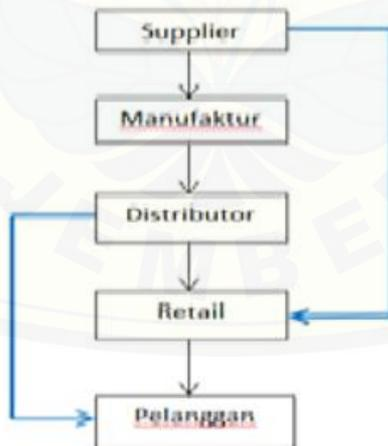 Supplier
Manufaktur
Distributor
Retail
Pelanggan